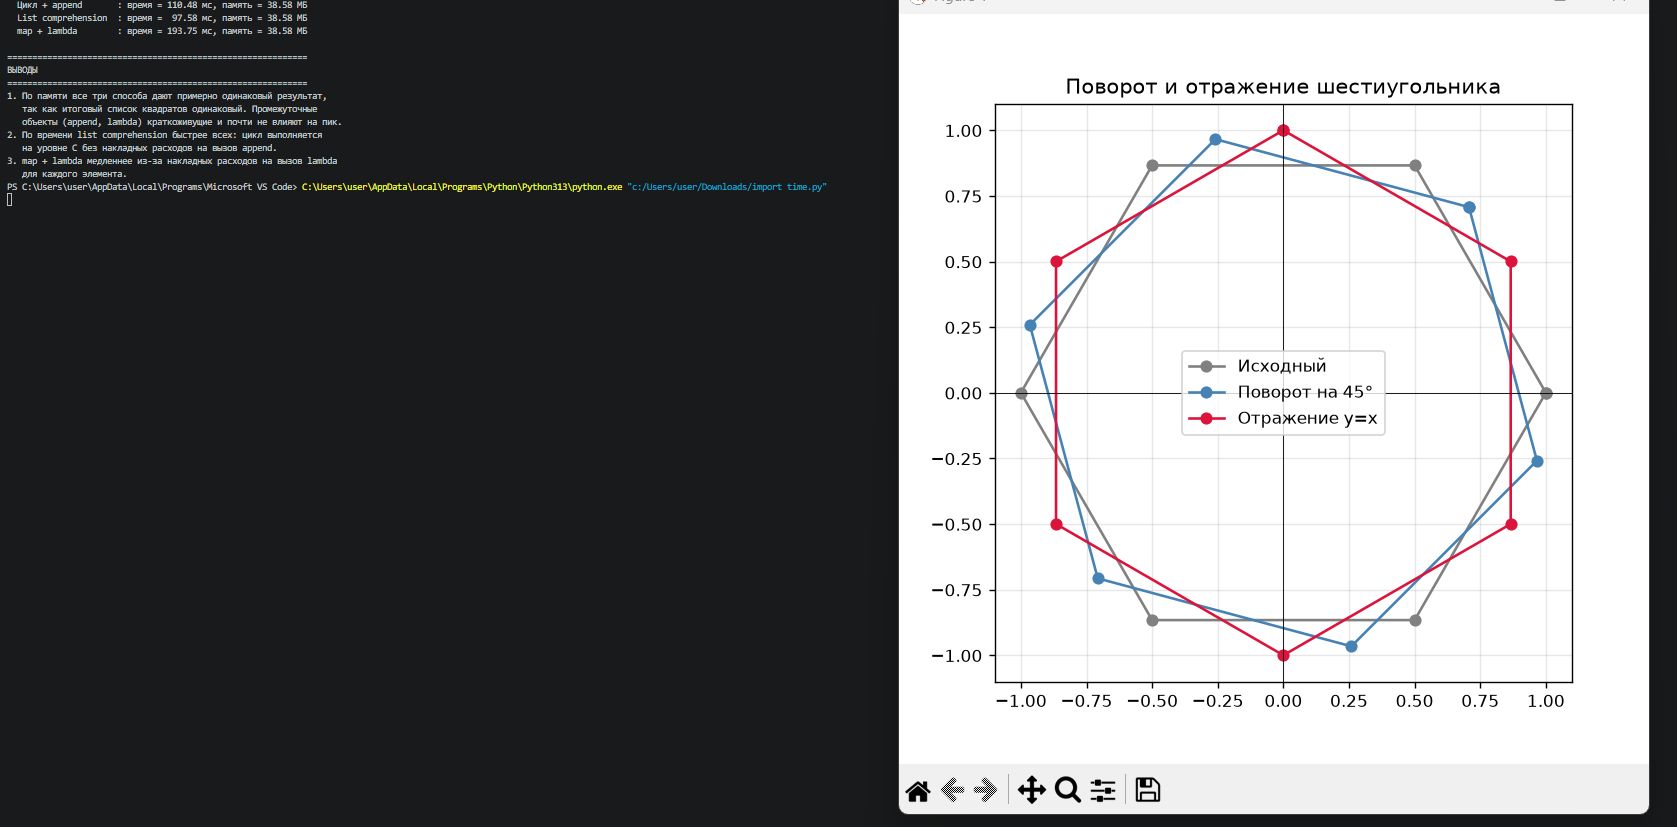 Цикл + append       : время = 110.48 мс, память = 38.58 МБ
List comprehension  : время =  97.58 мс, память = 38.58 МБ
map + lambda        : время = 193.75 мс, память = 38.58 МБ
============================================================
ВЫВОДЫ
============================================================
1. По памяти все три способа дают примерно одинаковый результат,
так как итоговый список квадратов одинаковый. Промежуточные
объекты (append, lambda) краткоживущие и почти не влияют на пик.
2. По времени list comprehension быстрее всех: цикл выполняется
на уровне C без накладных расходов на вызов append.
3. map + lambda медленнее из-за накладных расходов на вызов lambda
для каждого элемента.
PS C:\Users\user\AppData\Local\Programs\Microsoft VS Code> C:\Users\user\AppData\Local\Programs\Python\Python313\python.exe "c:/Users/user/Downloads/import time.py"
Поворот и отражение шестиугольника
1.00
0.75
0.50
0.25
0.00
−0.25
−0.50
−0.75
−1.00
Исходный
Поворот на 45°
Отражение y=x
−1.00 −0.75 −0.50 −0.25 0.00 0.25 0.50 0.75 1.00